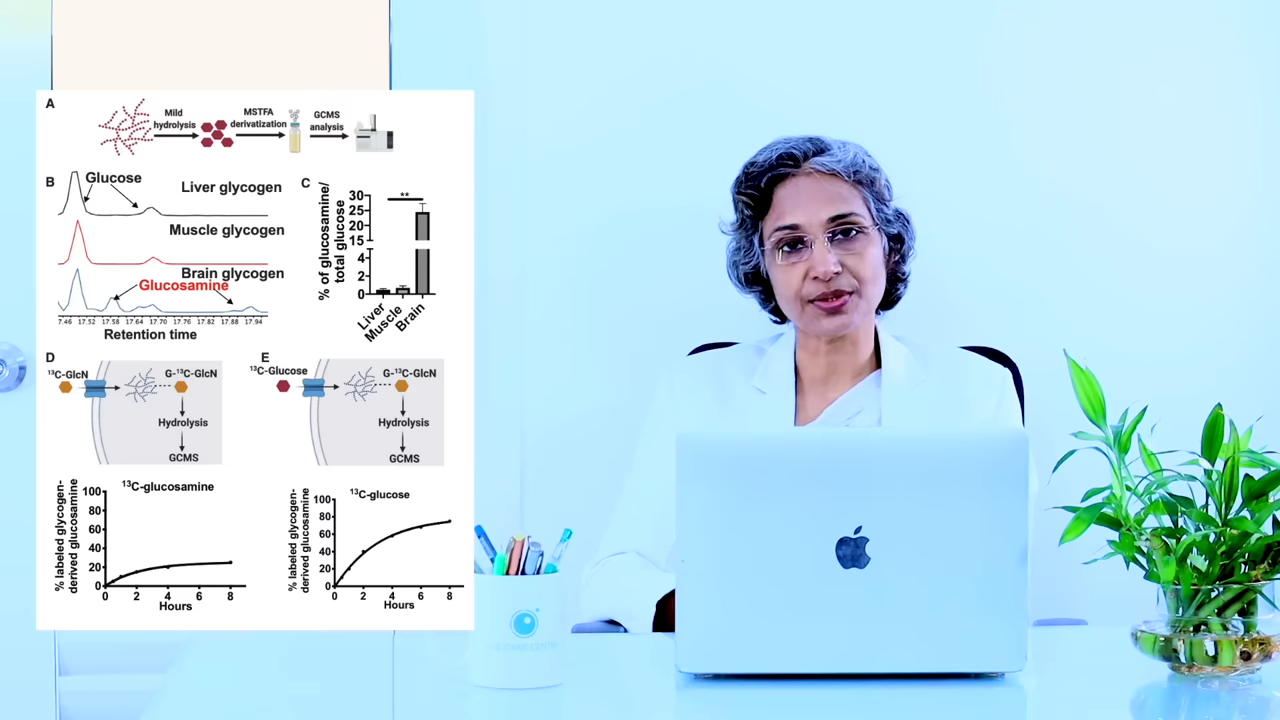 A
Mild
hydrolysis
MSTFA
derivatization
GCMS
analysis
B
Glucose
Liver glycogen
Muscle glycogen
Brain glycogen
Glucosamine
7.46 17.52 17.58 17.64 17.70 17.76 17.82 17.88 17.94
Retention time
C
% of glucosamine/
total glucose
30
25
20
15
4
2
0
**
Liver
Muscle
Brain
D
¹³C-GlcN
G-¹³C-GlcN
Hydrolysis
GCMS
¹³C-glucosamine
% labeled glycogen-
derived glucosamine
100
80
60
40
20
0
0 2 4 6 8
Hours
E
¹³C-Glucose
G-¹³C-GlcN
Hydrolysis
GCMS
¹³C-glucose
% labeled glycogen-
derived glucosamine
100
80
60
40
20
0
0 2 4 6 8
Hours